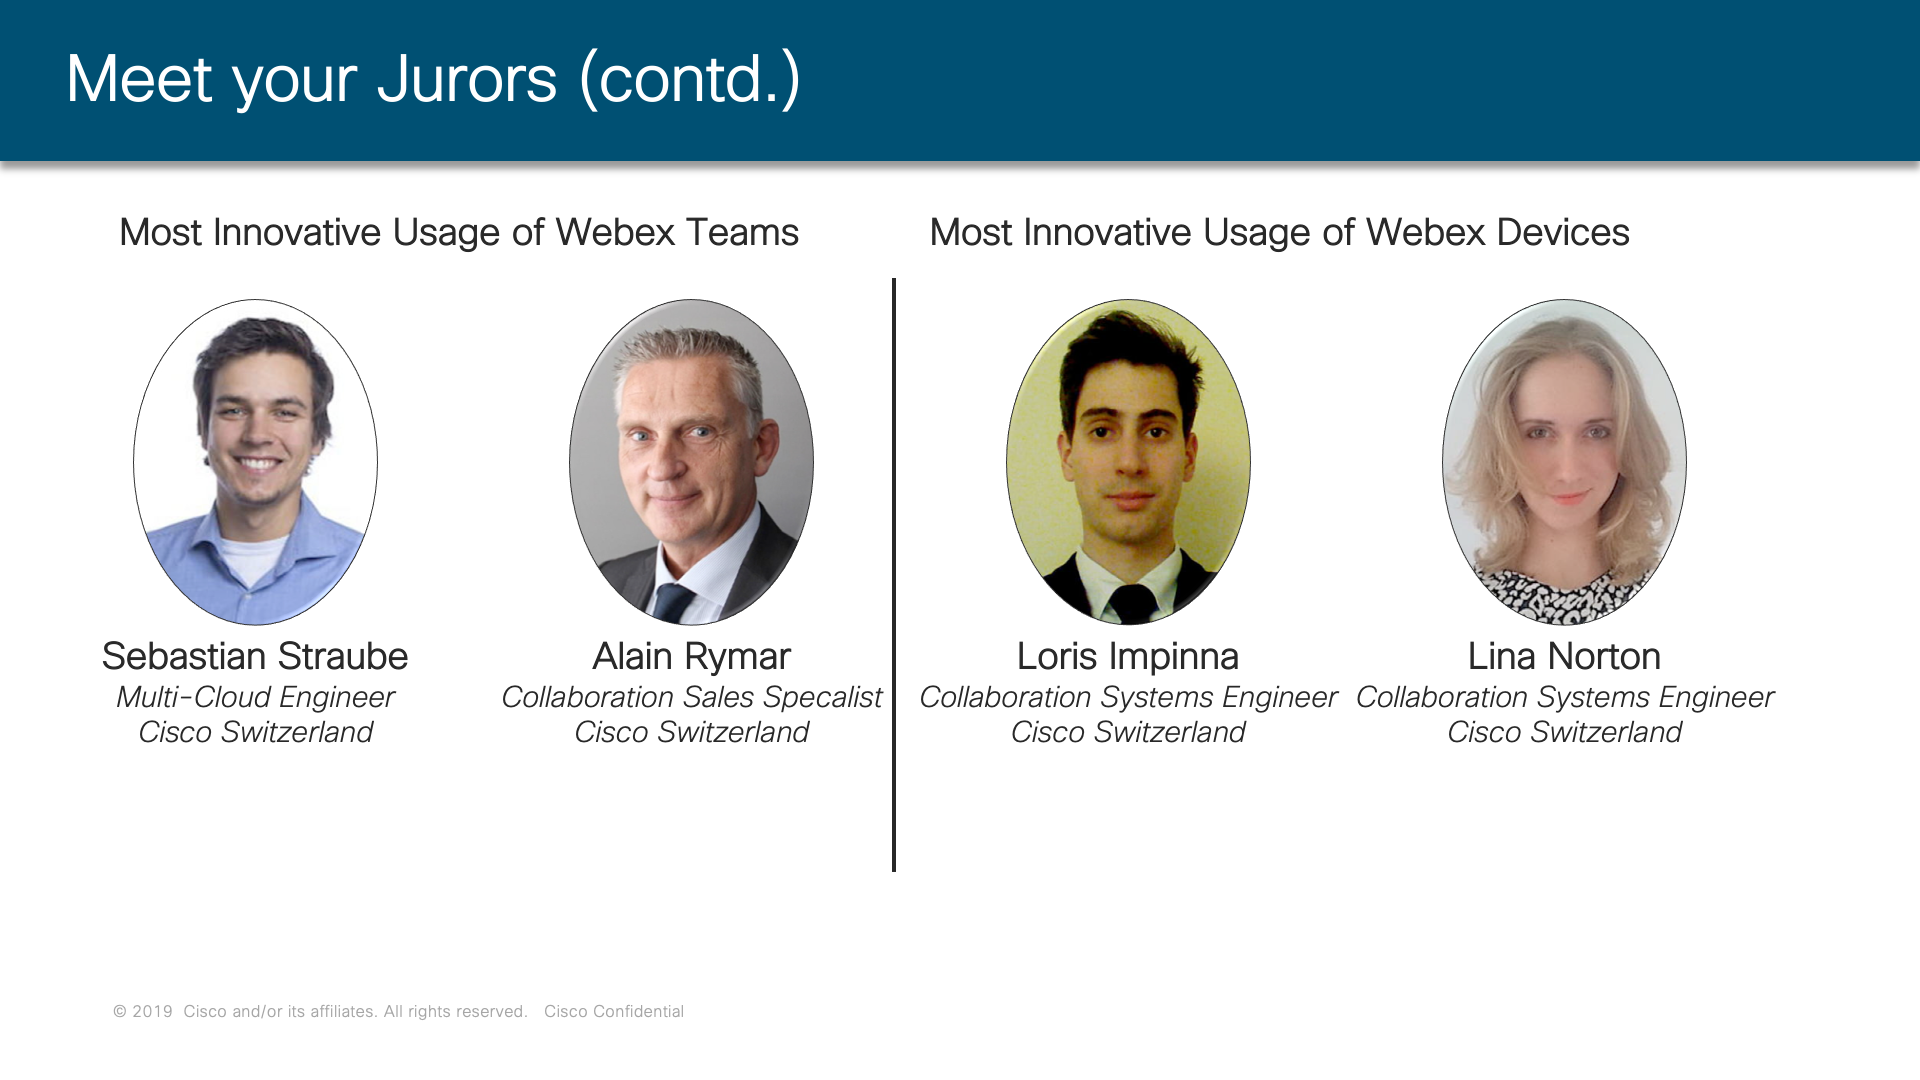 Meet your Jurors (contd.)
Most Innovative Usage of Webex Teams
Sebastian Straube
Multi-Cloud Engineer
Cisco Switzerland
Alain Rymar
Collaboration Sales Specalist
Cisco Switzerland
Most Innovative Usage of Webex Devices
Loris Impinna
Collaboration Systems Engineer
Cisco Switzerland
Lina Norton
Collaboration Systems Engineer
Cisco Switzerland
© 2019 Cisco and/or its affiliates. All rights reserved. Cisco Confidential